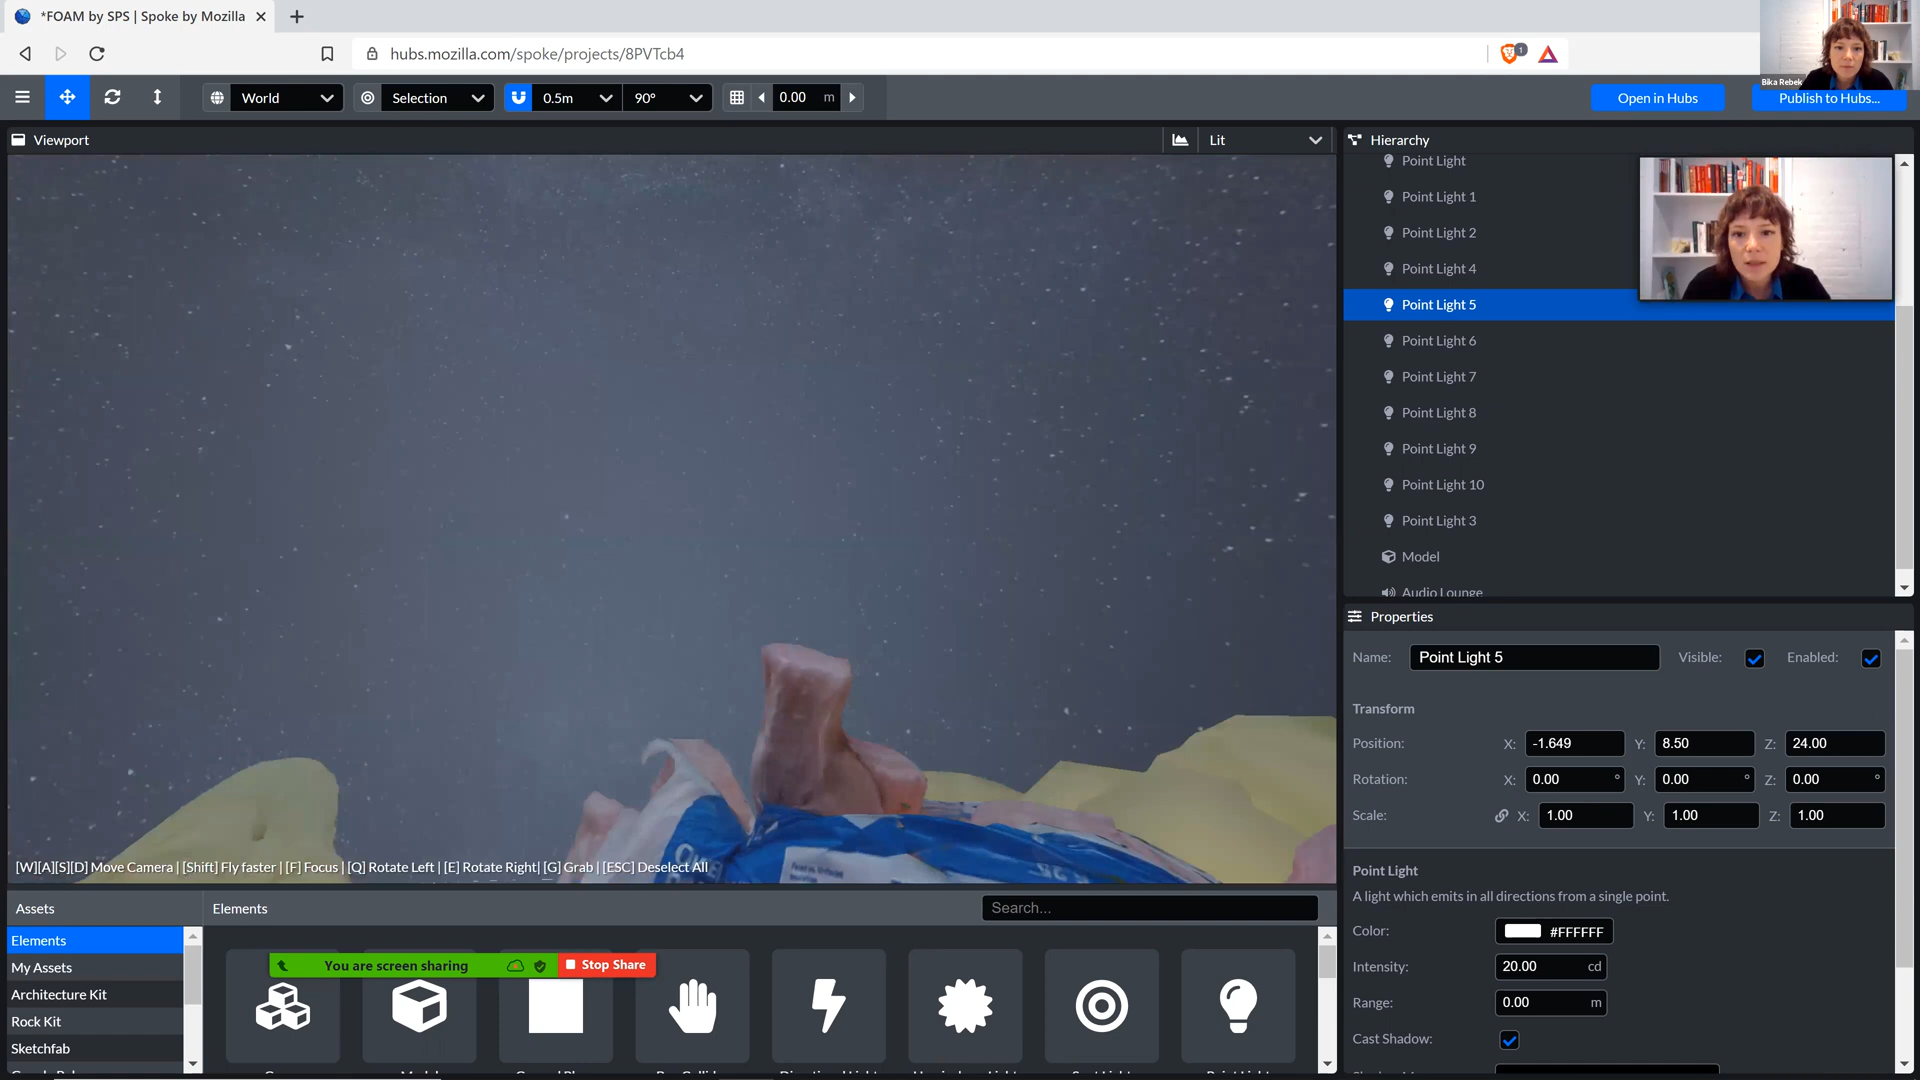 *FOAM by SPS | Spoke by Mozilla
hubs.mozilla.com/spoke/projects/8PVTcb4
1
Bika Rebek
World
Selection
0.5m
90°
0.00 m
Open in Hubs
Publish to Hubs...
Viewport
Lit
Hierarchy
Point Light
Point Light 1
Point Light 2
Point Light 4
Point Light 5
Point Light 6
Point Light 7
Point Light 8
Point Light 9
Point Light 10
Point Light 3
Model
Audio Lounge
Properties
Name: Point Light 5 Visible: Enabled:
Transform
Position: X: -1.649 Y: 8.50 Z: 24.00
Rotation: X: 0.00 ° Y: 0.00 ° Z: 0.00 °
Scale: X: 1.00 Y: 1.00 Z: 1.00
Point Light
A light which emits in all directions from a single point.
Color: #FFFFFF
Intensity: 20.00 cd
Range: 0.00 m
Cast Shadow:
[W][A][S][D] Move Camera | [Shift] Fly faster | [F] Focus | [Q] Rotate Left | [E] Rotate Right| [G] Grab | [ESC] Deselect All
Assets
Elements
Search...
Elements
My Assets
Architecture Kit
Rock Kit
Sketchfab
You are screen sharing
Stop Share